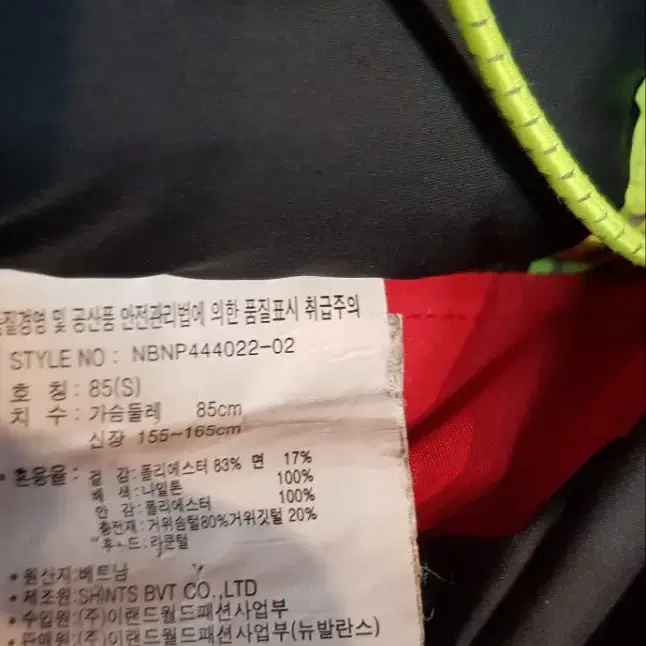 품질경영 및 공산품 안전관리법에 의한 품질표시 취급주의
STYLE NO : NBNP444022-02
호 칭 : 85(S)
치 수 : 가슴둘레 85cm
신장 155~165cm
• 혼용율 : 겉 감 : 폴리에스터 83% 면 17%
배 색 : 나일론 100%
안 감 : 폴리에스터 100%
충전재 : 거위솜털80%거위깃털 20%
"후드 : 라쿤털
• 원산지:베트남
• 제조원:SHINTS BVT CO.,LTD
• 수입원:(주)이랜드월드패션사업부
• 판매원:(주)이랜드월드패션사업부(뉴발란스)